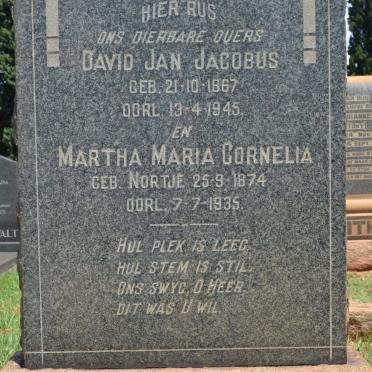 HIER RUS
ONS DIERBARE OUERS
DAVID JAN JACOBUS
GEB. 21-10-1867
OORL. 13-4-1945.
EN
MARTHA MARIA CORNELIA
GEB. NORTJE 25-9-1874
OORL. 7-7-1935
HUL PLEK IS LEEG,
HUL STEM IS STIL,
ONS SWYG, O HEER,
DIT WAS U WIL.